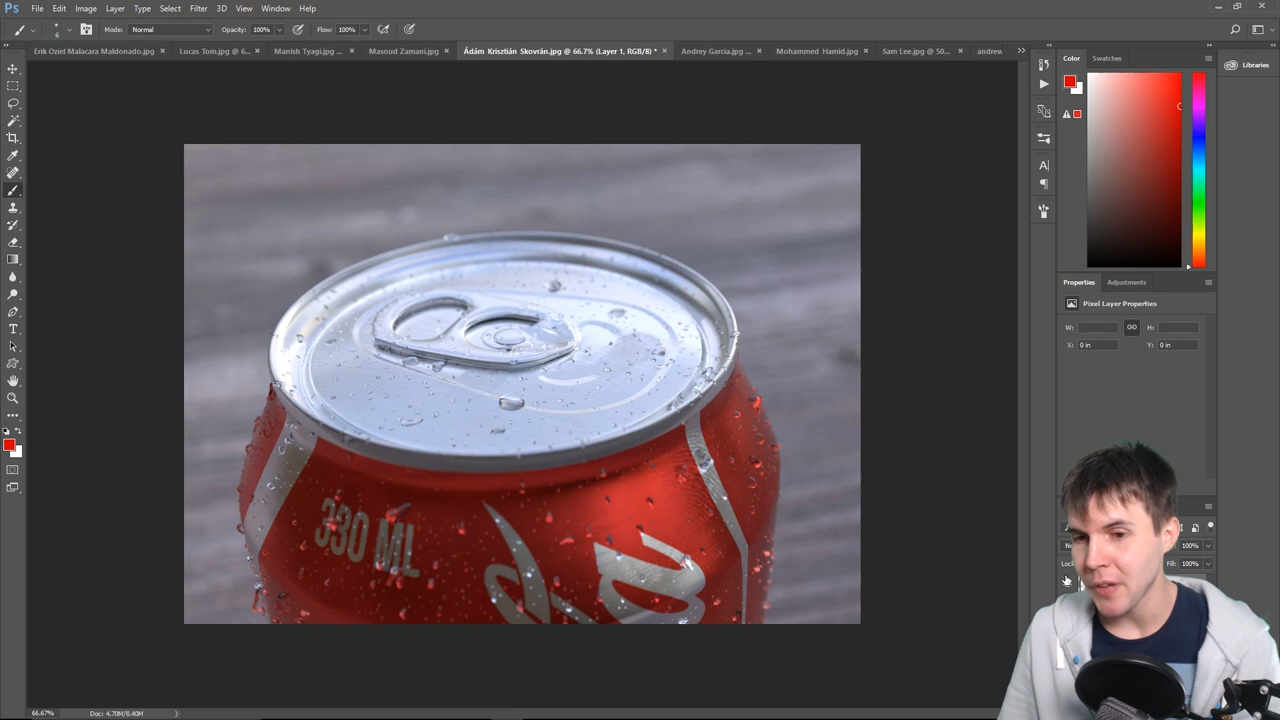 Ps File Edit Image Layer Type Select Filter 3D View Window Help
6 Mode: Normal Opacity: 100% Flow: 100%
Erik Oziel Malacara Maldonado.jpg Lucas Tom.jpg @ 6... Manish Tyagi.jpg ... Masoud Zamani.jpg Ádám Krisztián Skovrán.jpg @ 66.7% (Layer 1, RGB/8) * Andrey Garcia.jpg ... Mohammed Hamid.jpg Sam Lee.jpg @ 50... andrew
Color Swatches
Libraries
Properties Adjustments
Pixel Layer Properties
W: H:
X: 0 in Y: 0 in
100%
Lock Fill: 100%
330 ML
66.67% Doc: 4.70M/8.40M